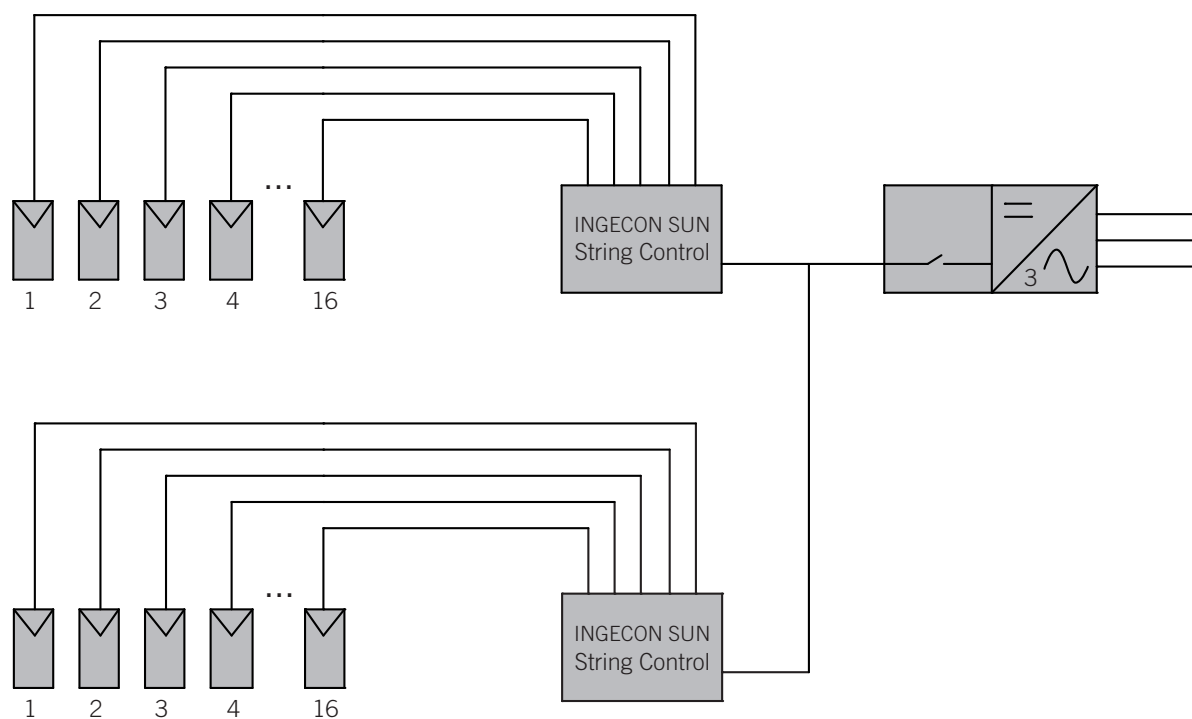 ...
INGECON SUN
String Control
1 2 3 4 16
3
...
INGECON SUN
String Control
1 2 3 4 16